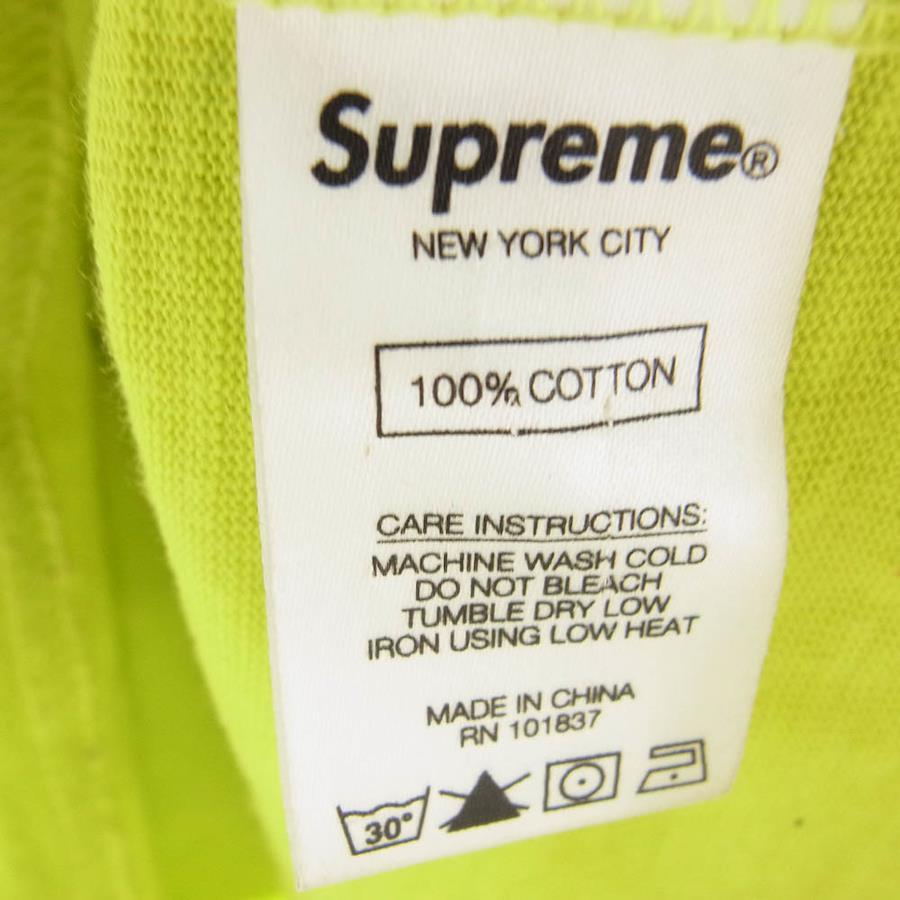 Supreme®
NEW YORK CITY
100% COTTON
CARE INSTRUCTIONS:
MACHINE WASH COLD
DO NOT BLEACH
TUMBLE DRY LOW
IRON USING LOW HEAT
MADE IN CHINA
RN 101837
30°